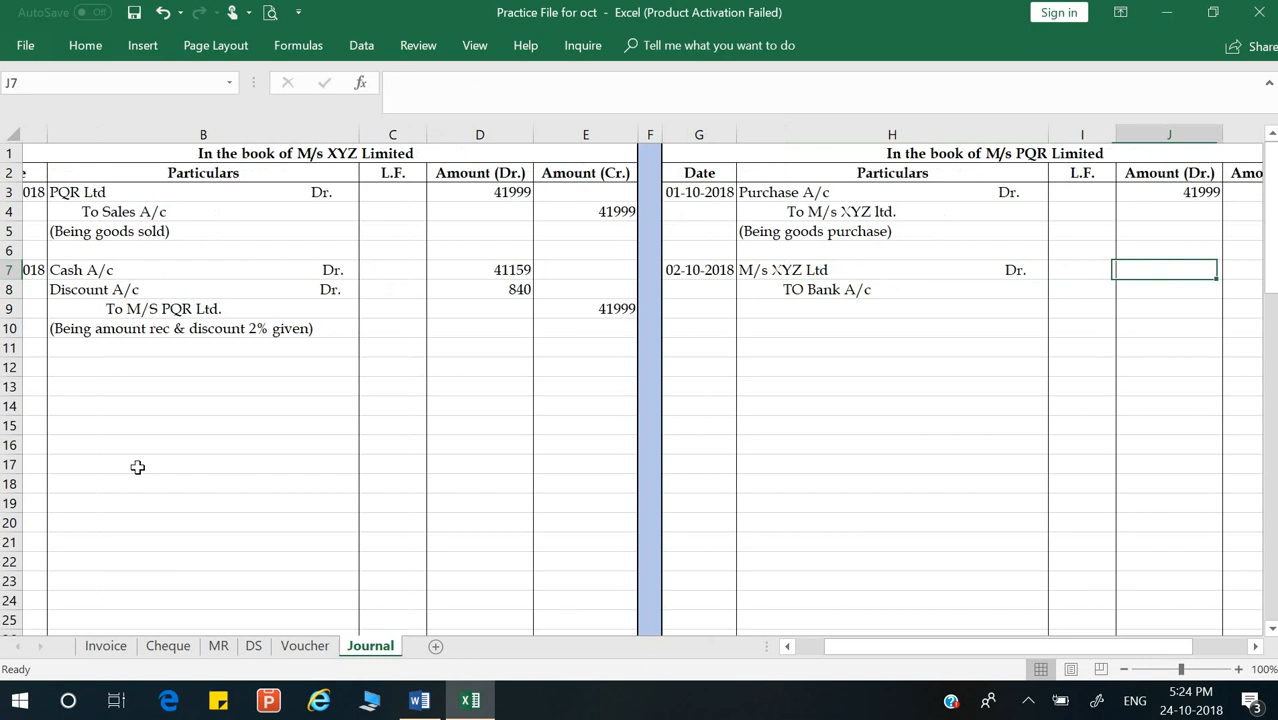 AutoSave Off Practice File for oct - Excel (Product Activation Failed) Sign in
File Home Insert Page Layout Formulas Data Review View Help Inquire Tell me what you want to do Share
J7 fx
B C D E F G H I J
1 In the book of M/s XYZ Limited In the book of M/s PQR Limited
2 e Particulars L.F. Amount (Dr.) Amount (Cr.) Date Particulars L.F. Amount (Dr.) Amo
3 018 PQR Ltd Dr. 41999 01-10-2018 Purchase A/c Dr. 41999
4 To Sales A/c 41999 To M/s XYZ ltd.
5 (Being goods sold) (Being goods purchase)
6
7 018 Cash A/c Dr. 41159 02-10-2018 M/s XYZ Ltd Dr.
8 Discount A/c Dr. 840 TO Bank A/c
9 To M/S PQR Ltd. 41999
10 (Being amount rec & discount 2% given)
11
12
13
14
15
16
17
18
19
20
21
22
23
24
25
Invoice Cheque MR DS Voucher Journal
Ready 100%
ENG 5:24 PM
24-10-2018 3